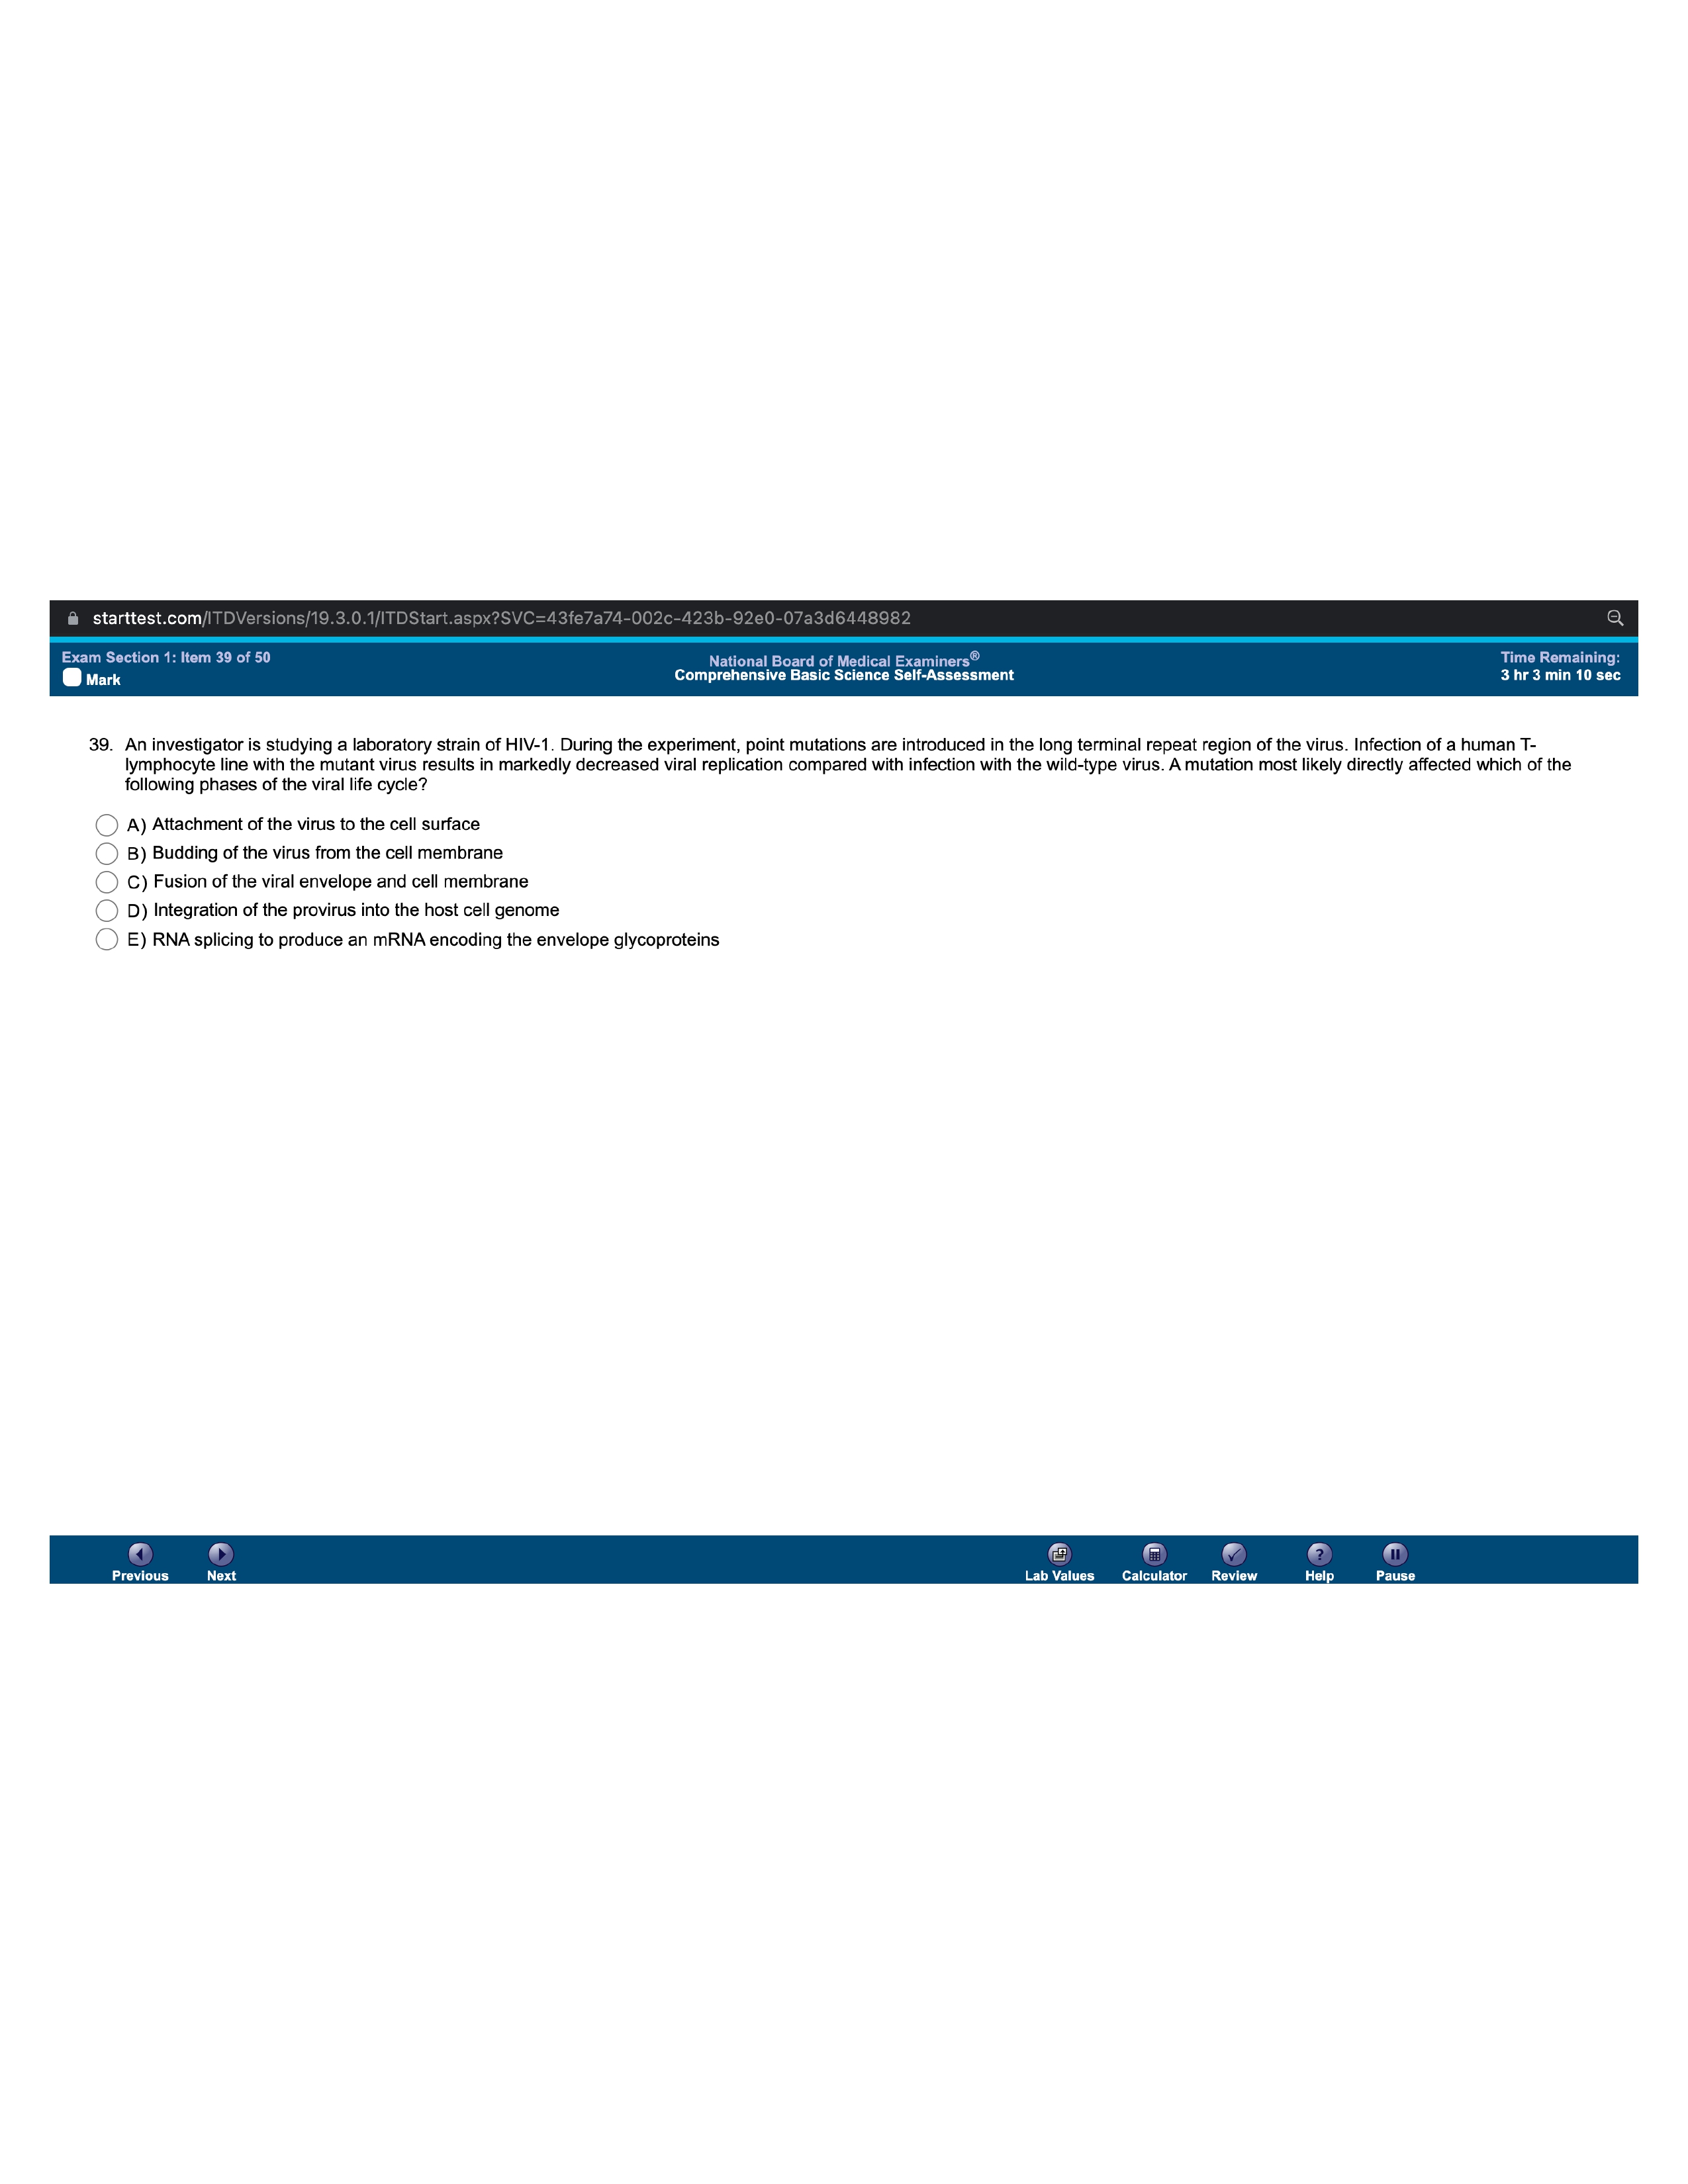 starttest.com/ITDVersions/19.3.0.1/ITDStart.aspx?SVC=43fe7a74-002c-423b-92e0-07a3d6448982
Exam Section 1: Item 39 of 50
Mark
National Board of Medical Examiners®
Comprehensive Basic Science Self-Assessment
Time Remaining:
3 hr 3 min 10 sec
39. An investigator is studying a laboratory strain of HIV-1. During the experiment, point mutations are introduced in the long terminal repeat region of the virus. Infection of a human T-
lymphocyte line with the mutant virus results in markedly decreased viral replication compared with infection with the wild-type virus. A mutation most likely directly affected which of the
following phases of the viral life cycle?
A) Attachment of the virus to the cell surface
B) Budding of the virus from the cell membrane
C) Fusion of the viral envelope and cell membrane
D) Integration of the provirus into the host cell genome
E) RNA splicing to produce an mRNA encoding the envelope glycoproteins
Previous
Next
Lab Values
Calculator
Review
Help
Pause